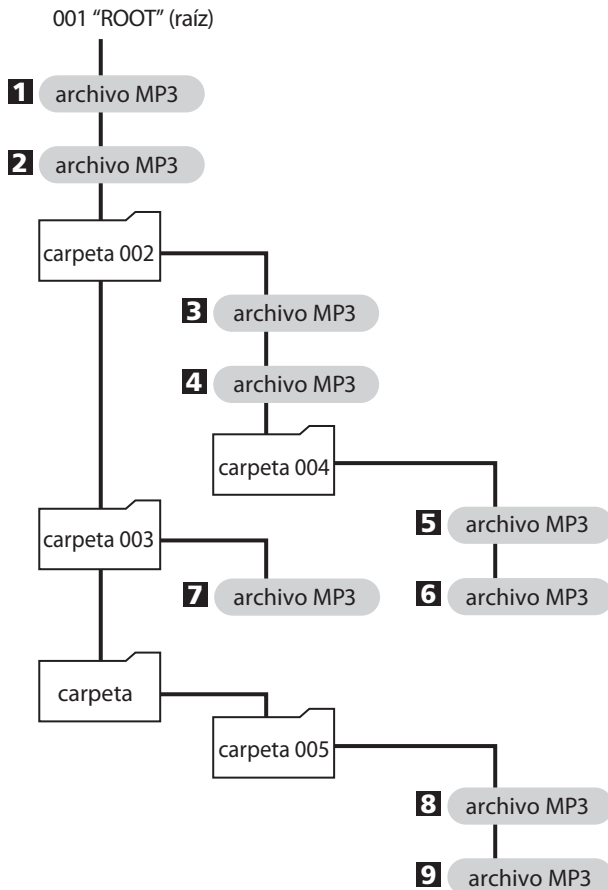 001 “ROOT” (raíz)
1 archivo MP3
2 archivo MP3
carpeta 002
3 archivo MP3
4 archivo MP3
carpeta 004
5 archivo MP3
carpeta 003
7 archivo MP3
6 archivo MP3
carpeta
carpeta 005
8 archivo MP3
9 archivo MP3